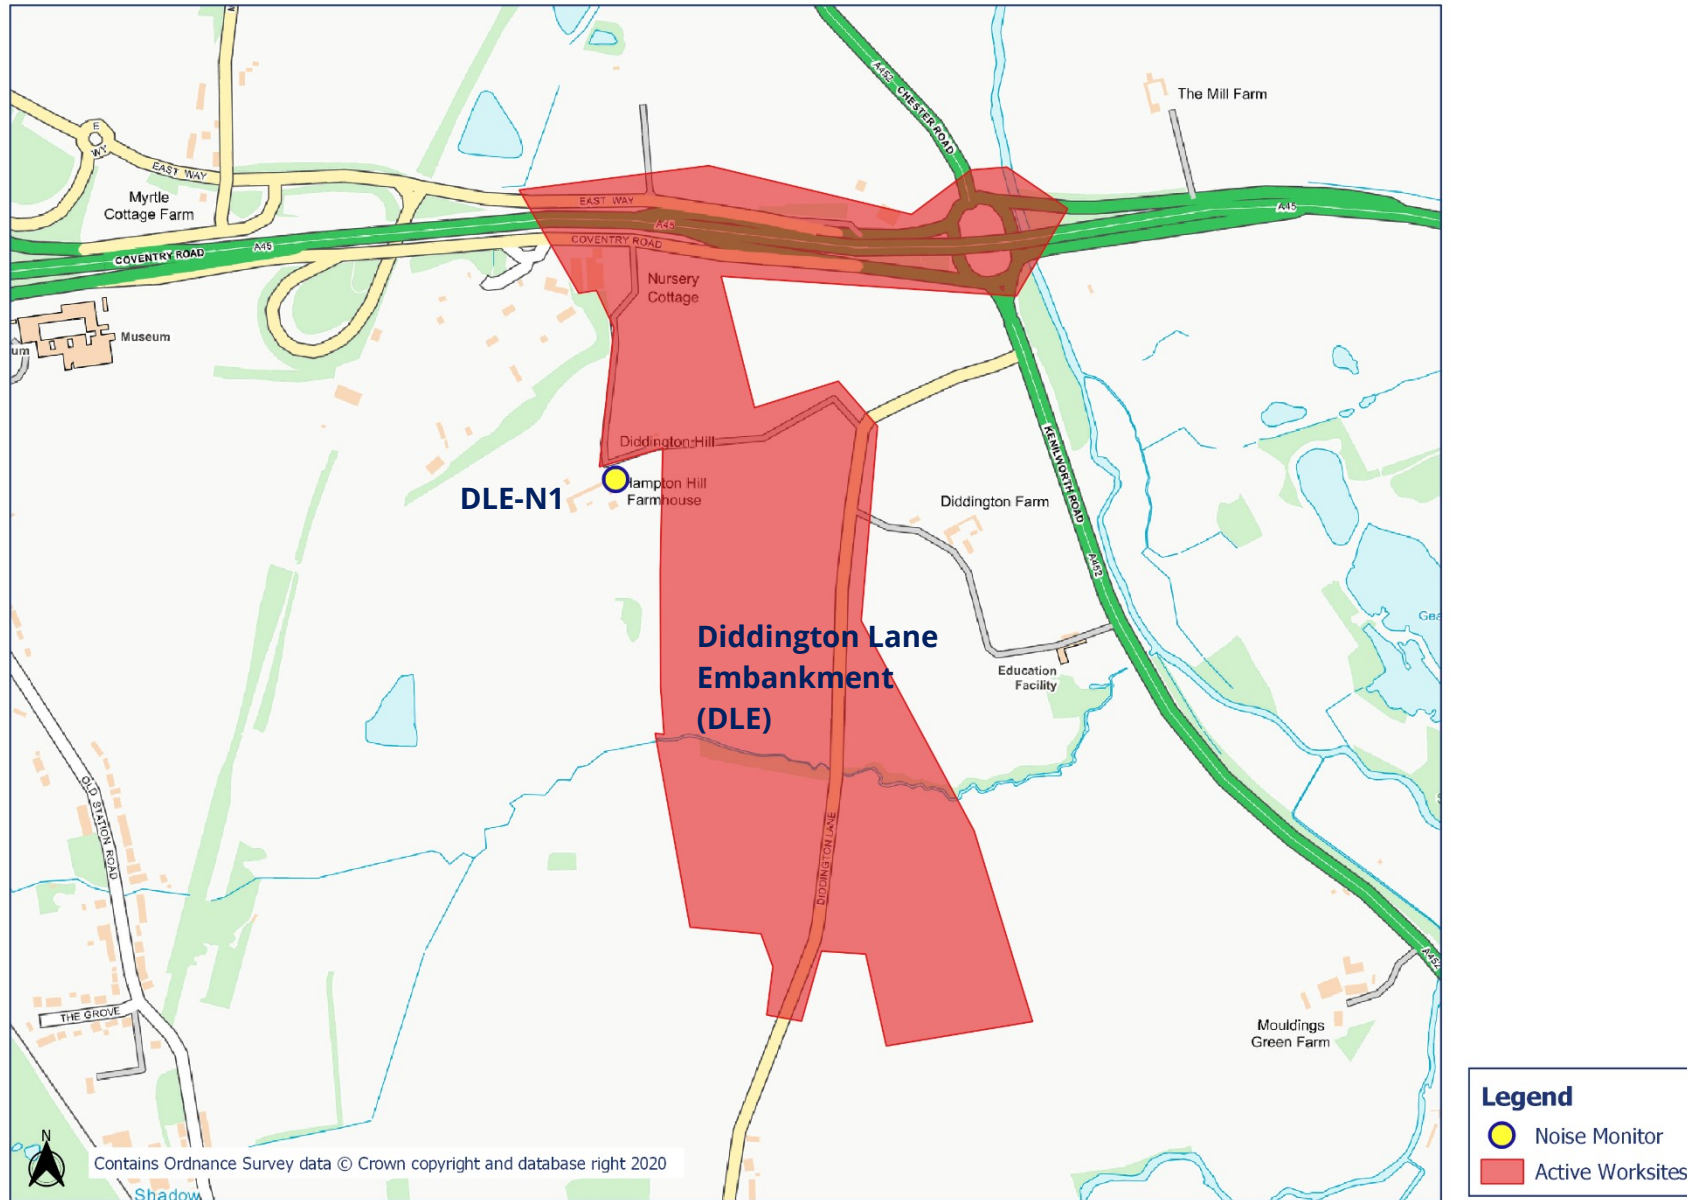 A452
CHESTER ROAD
The Mill Farm
E
WY
EAST WAY
Myrtle
Cottage Farm
EAST WAY
A45
A45
COVENTRY ROAD
A45
COVENTRY ROAD
Nursery
Cottage
um
Museum
Diddington Hill
DLE-N1
Hampton Hill
Farmhouse
KENILWORTH ROAD
Diddington Farm
A452
Diddington Lane
Embankment
(DLE)
Education
Facility
OLD STATION ROAD
DIDDINGTON LANE
THE GROVE
A452
Mouldings
Green Farm
N
Contains Ordnance Survey data © Crown copyright and database right 2020
Shadow
Legend
Noise Monitor
Active Worksites